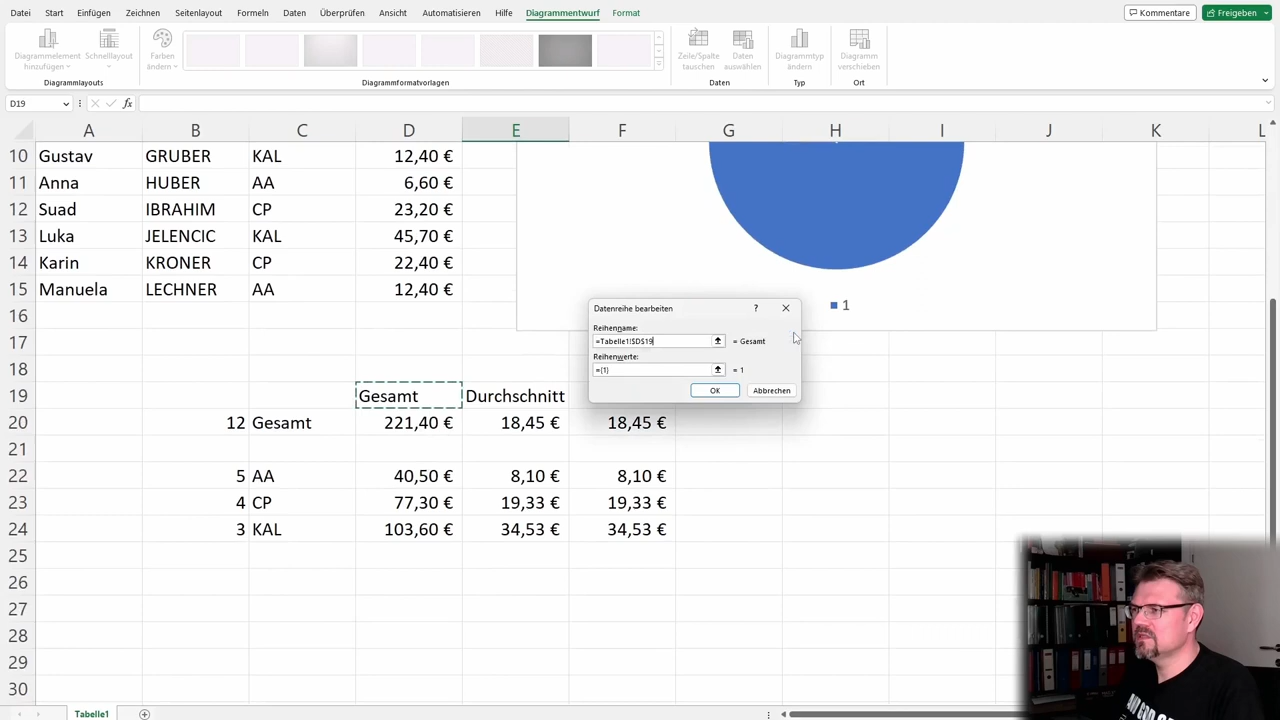 Datei Start Einfügen Zeichnen Seitenlayout Formeln Daten Überprüfen Ansicht Automatisieren Hilfe Diagrammentwurf Format Kommentare Freigeben
Diagrammelement hinzufügen
Schnelllayout
Farben ändern
Zeile/Spalte tauschen
Daten auswählen
Diagrammtyp ändern
Diagramm verschieben
Diagrammlayouts Diagrammformatvorlagen Daten Typ Ort
D19 fx
A B C D E F G H I J K L
10 Gustav GRUBER KAL 12,40 €
11 Anna HUBER AA 6,60 €
12 Suad IBRAHIM CP 23,20 €
13 Luka JELENCIC KAL 45,70 €
14 Karin KRONER CP 22,40 €
15 Manuela LECHNER AA 12,40 €
1
16
17
18
Datenreihe bearbeiten ?
Reihenname:
=Tabelle1!$D$19 = Gesamt
Reihenwerte:
={1} = 1
OK Abbrechen
19 Gesamt Durchschnitt
20 12 Gesamt 221,40 € 18,45 € 18,45 €
21
22 5 AA 40,50 € 8,10 € 8,10 €
23 4 CP 77,30 € 19,33 € 19,33 €
24 3 KAL 103,60 € 34,53 € 34,53 €
25
26
27
28
29
30
Tabelle1